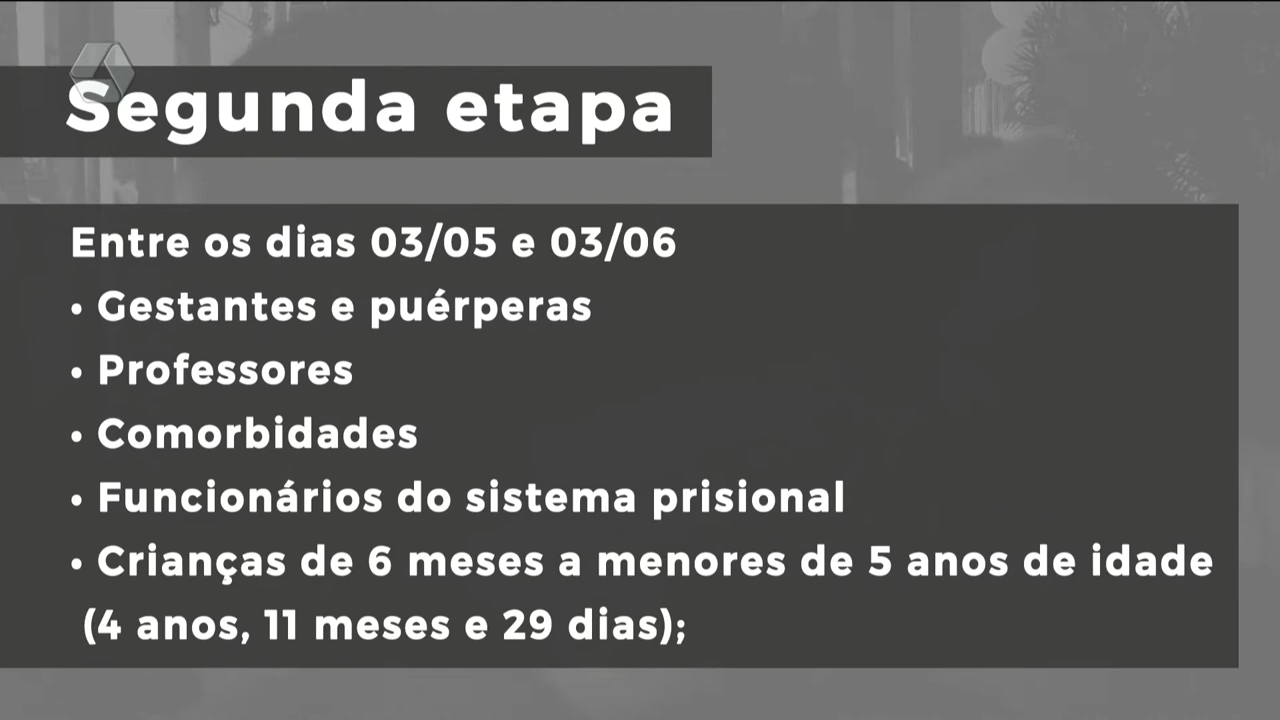 Segunda etapa
Entre os dias 03/05 e 03/06
• Gestantes e puérperas
• Professores
• Comorbidades
• Funcionários do sistema prisional
• Crianças de 6 meses a menores de 5 anos de idade
(4 anos, 11 meses e 29 dias);